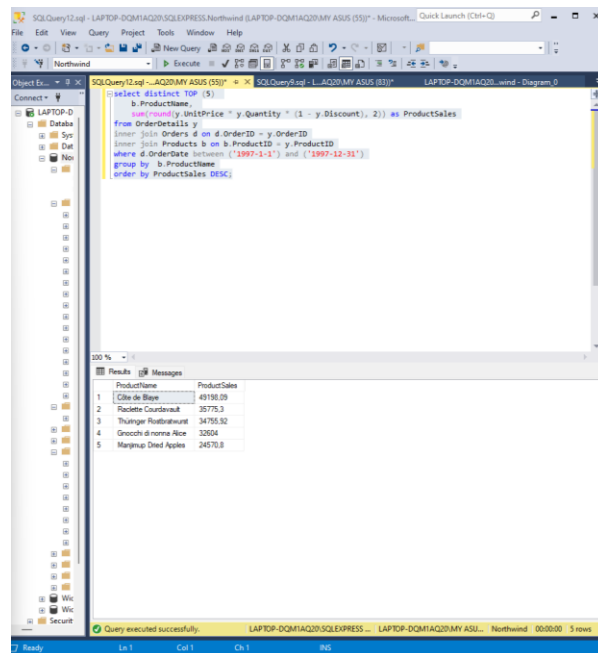 SQLQuery12.sql - LAPTOP-DQM1AQ20\SQLEXPRESS.Northwind (LAPTOP-DQM1AQ20\MY ASUS (55))* - Microsoft...
Quick Launch (Ctrl+Q)
File Edit View Query Project Tools Window Help
New Query
Northwind
Execute
Object Ex...
SQLQuery12.sql -...AQ20\MY ASUS (55))*
SQLQuery9.sql - L...AQ20\MY ASUS (83))*
LAPTOP-DQM1AQ20...wind - Diagram_0
Connect
LAPTOP-D
Databa
Sys
Dat
Nor
select distinct TOP (5)
b.ProductName,
sum(round(y.UnitPrice * y.Quantity * (1 - y.Discount), 2)) as ProductSales
from OrderDetails y
inner join Orders d on d.OrderID = y.OrderID
inner join Products b on b.ProductID = y.ProductID
where d.OrderDate between ('1997-1-1') and ('1997-12-31')
group by b.ProductName
order by ProductSales DESC;
100 %
Results Messages
ProductName ProductSales
1 Côte de Blaye 49198,09
2 Raclette Courdavault 35775,3
3 Thüringer Rostbratwurst 34755,92
4 Gnocchi di nonna Alice 32604
5 Manjimup Dried Apples 24570,8
Wic
Wic
Securit
Query executed successfully.
LAPTOP-DQM1AQ20\SQLEXPRESS ... LAPTOP-DQM1AQ20\MY ASU... Northwind 00:00:00 5 rows
Ready Ln 1 Col 1 Ch 1 INS